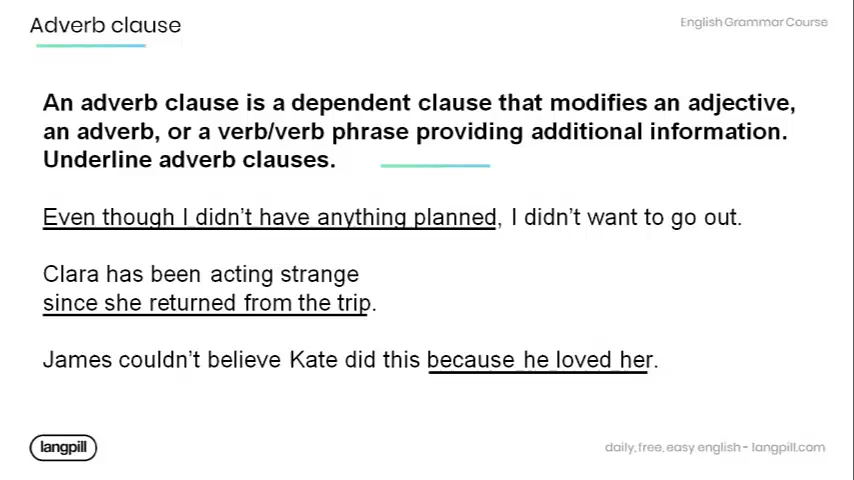 Adverb clause
English Grammar Course
An adverb clause is a dependent clause that modifies an adjective,
an adverb, or a verb/verb phrase providing additional information.
Underline adverb clauses.
Even though I didn’t have anything planned, I didn’t want to go out.
Clara has been acting strange
since she returned from the trip.
James couldn’t believe Kate did this because he loved her.
langpill
daily, free, easy english - langpill.com